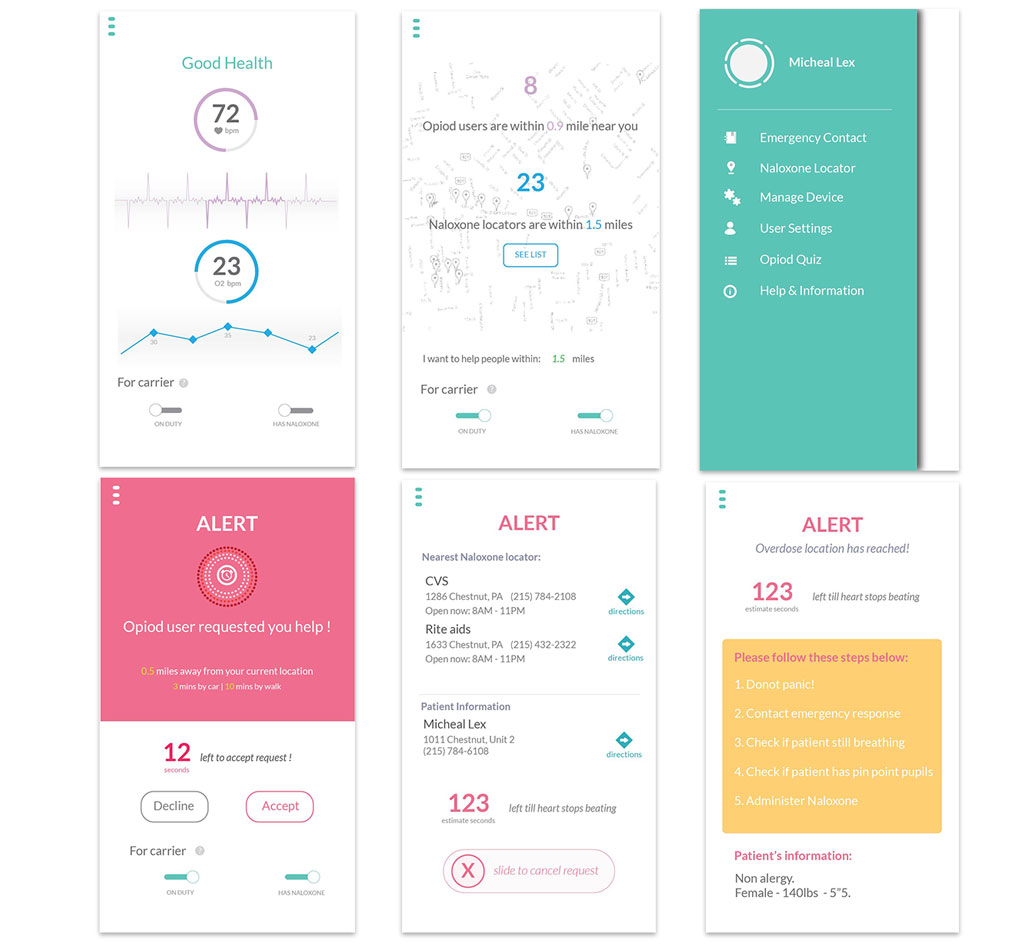 Good Health
72
bpm
23
O2 bpm
30
35
23
For carrier ?
ON DUTY
HAS NALOXONE
8
Opiod users are within 0.9 mile near you
23
Naloxone locators are within 1.5 miles
SEE LIST
I want to help people within: 1.5 miles
For carrier ?
ON DUTY
HAS NALOXONE
Micheal Lex
Emergency Contact
Naloxone Locator
Manage Device
User Settings
Opiod Quiz
Help & Information
ALERT
Opiod user requested you help !
0.5 miles away from your current location
3 mins by car | 10 mins by walk
12
seconds
left to accept request !
Decline
Accept
For carrier ?
ON DUTY
HAS NALOXONE
ALERT
Nearest Naloxone locator:
CVS
1286 Chestnut, PA (215) 784-2108
Open now: 8AM - 11PM
directions
Rite aids
1633 Chestnut, PA (215) 432-2322
Open now: 8AM - 11PM
directions
Patient Information
Micheal Lex
1011 Chestnut, Unit 2
(215) 784-6108
directions
123
estimate seconds
left till heart stops beating
X slide to cancel request
ALERT
Overdose location has reached!
123
estimate seconds
left till heart stops beating
Please follow these steps below:
1. Donot panic!
2. Contact emergency response
3. Check if patient still breathing
4. Check if patient has pin point pupils
5. Administer Naloxone
Patient's information:
Non alergy.
Female - 140lbs - 5"5.